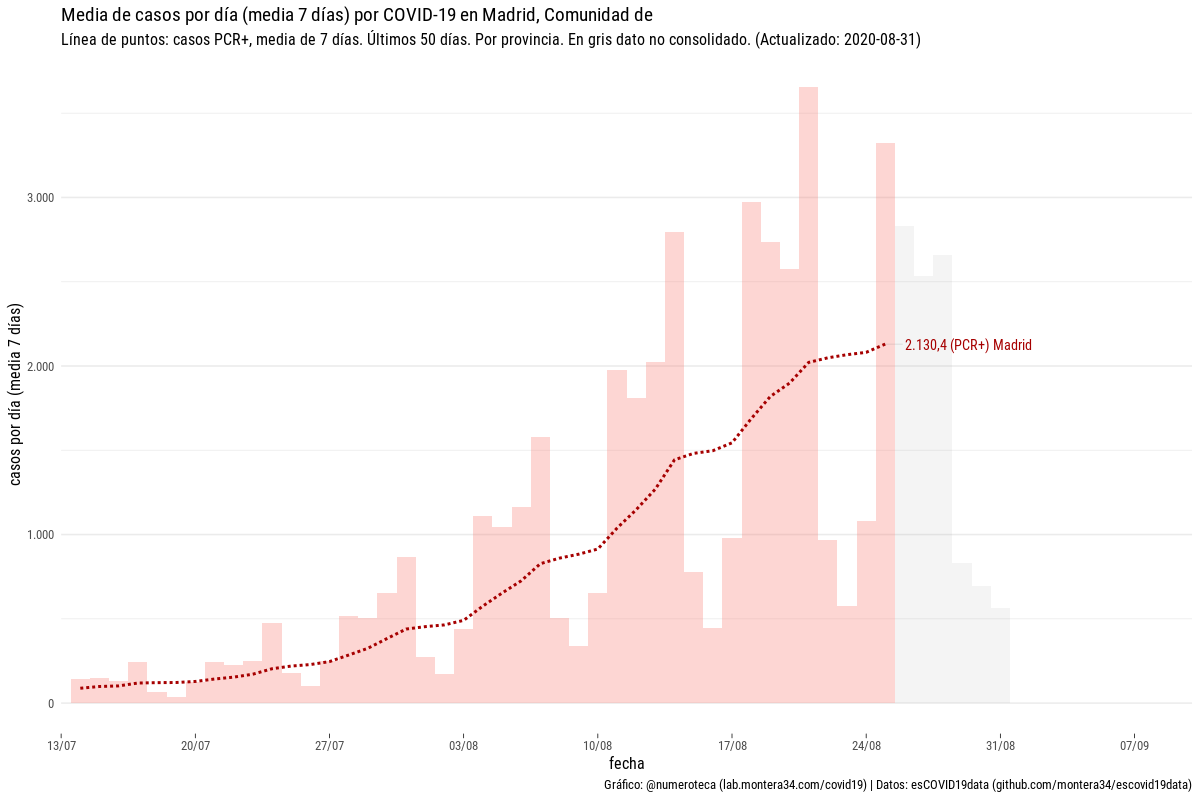 Media de casos por día (media 7 días) por COVID-19 en Madrid, Comunidad de
Línea de puntos: casos PCR+, media de 7 días. Últimos 50 días. Por provincia. En gris dato no consolidado. (Actualizado: 2020-08-31)
casos por día (media 7 días)
3.000
2.000
1.000
0
2.130,4 (PCR+) Madrid
13/07
20/07
27/07
03/08
10/08
17/08
24/08
31/08
07/09
fecha
Gráfico: @numeroteca (lab.montera34.com/covid19) | Datos: esCOVID19data (github.com/montera34/escovid19data)